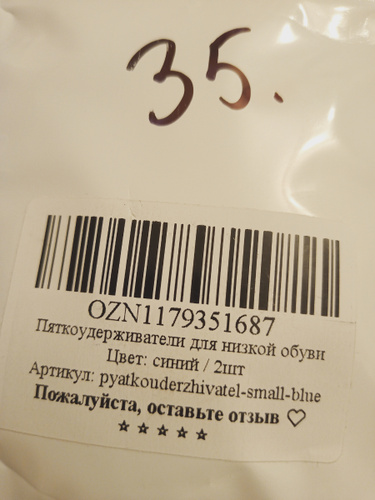 35.
OZN1179351687
Пяткоудерживатели для низкой обуви
Цвет: синий / 2шт
Артикул: pyatkouderzhivatel-small-blue
Пожалуйста, оставьте отзыв ♡
☆ ☆ ☆ ☆ ☆